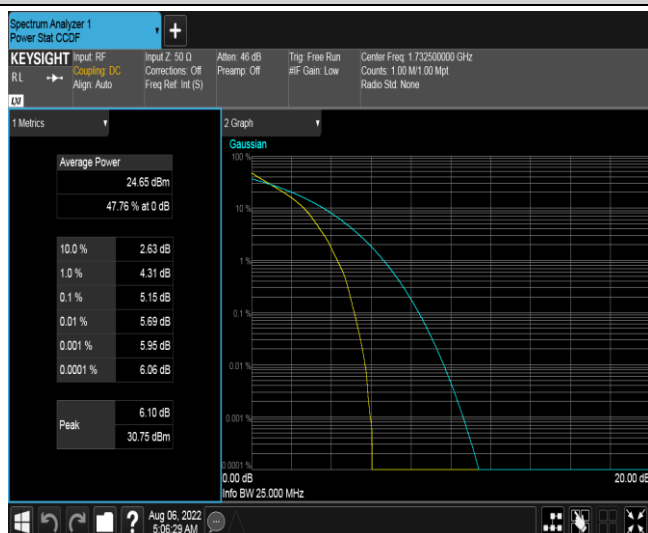 Spectrum Analyzer 1
Power Stat CCDF
+
KEYSIGHT
RL
LXI
Input: RF
Coupling: DC
Align: Auto
Input Z: 50 Ω
Corrections: Off
Freq Ref: Int (S)
Atten: 46 dB
Preamp: Off
Trig: Free Run
#IF Gain: Low
Center Freq: 1.732500000 GHz
Counts: 1.00 M/1.00 Mpt
Radio Std: None
1 Metrics
Average Power
24.65 dBm
47.76 % at 0 dB
10.0 % 2.63 dB
1.0 % 4.31 dB
0.1 % 5.15 dB
0.01 % 5.69 dB
0.001 % 5.95 dB
0.0001 % 6.06 dB
Peak
6.10 dB
30.75 dBm
2 Graph
Gaussian
100 %
10 %
1 %
0.1 %
0.01 %
0.001 %
0.0001 %
0.00 dB 20.00 dB
Info BW 25.000 MHz
?
Aug 06, 2022
5:06:29 AM